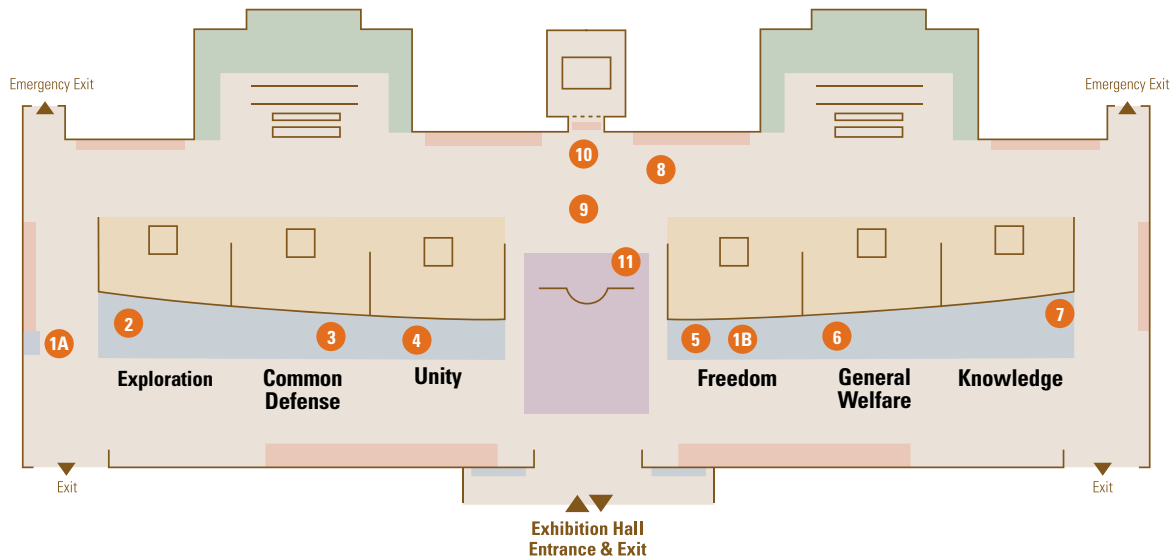 Emergency Exit
Emergency Exit
10
8
9
11
2
3
4
1A
5
1B
6
7
Exploration
Common
Defense
Unity
Freedom
General
Welfare
Knowledge
Exit
Exit
Exhibition Hall
Entrance & Exit